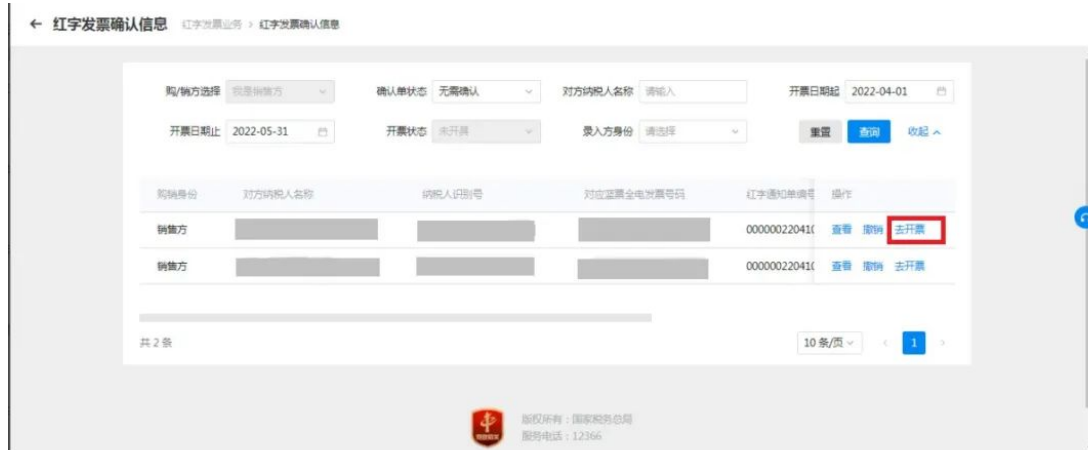 ← 红字发票确认信息 红字发票业务 > 红字发票确认信息
购/销方选择 我是销售方 确认单状态 无需确认 对方纳税人名称 请输入 开票日期起 2022-04-01
开票日期止 2022-05-31 开票状态 未开具 录入方身份 请选择 重置 查询 收起
购销身份 对方纳税人名称 纳税人识别号 对应蓝票全电发票号码 红字通知单编号 操作
销售方 000000220410 查看 撤销 去开票
销售方 000000220410 查看 撤销 去开票
共 2 条 10 条/页 < 1 >
版权所有：国家税务总局
服务电话：12366